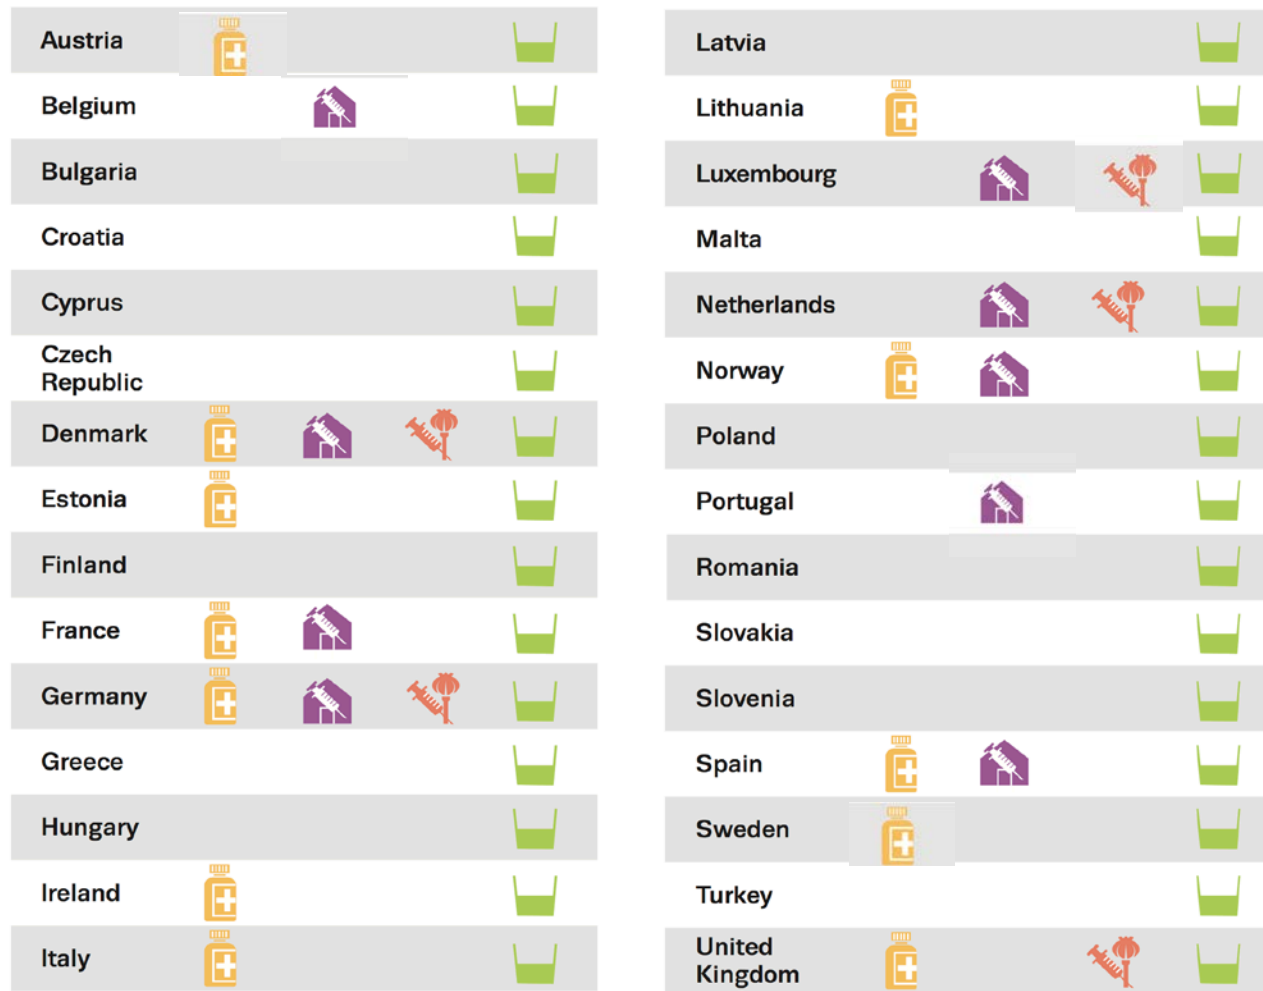 Austria
Belgium
Bulgaria
Croatia
Cyprus
Czech
Republic
Denmark
Estonia
Finland
France
Germany
Greece
Hungary
Ireland
Italy
Latvia
Lithuania
Luxembourg
Malta
Netherlands
Norway
Poland
Portugal
Romania
Slovakia
Slovenia
Spain
Sweden
Turkey
United
Kingdom